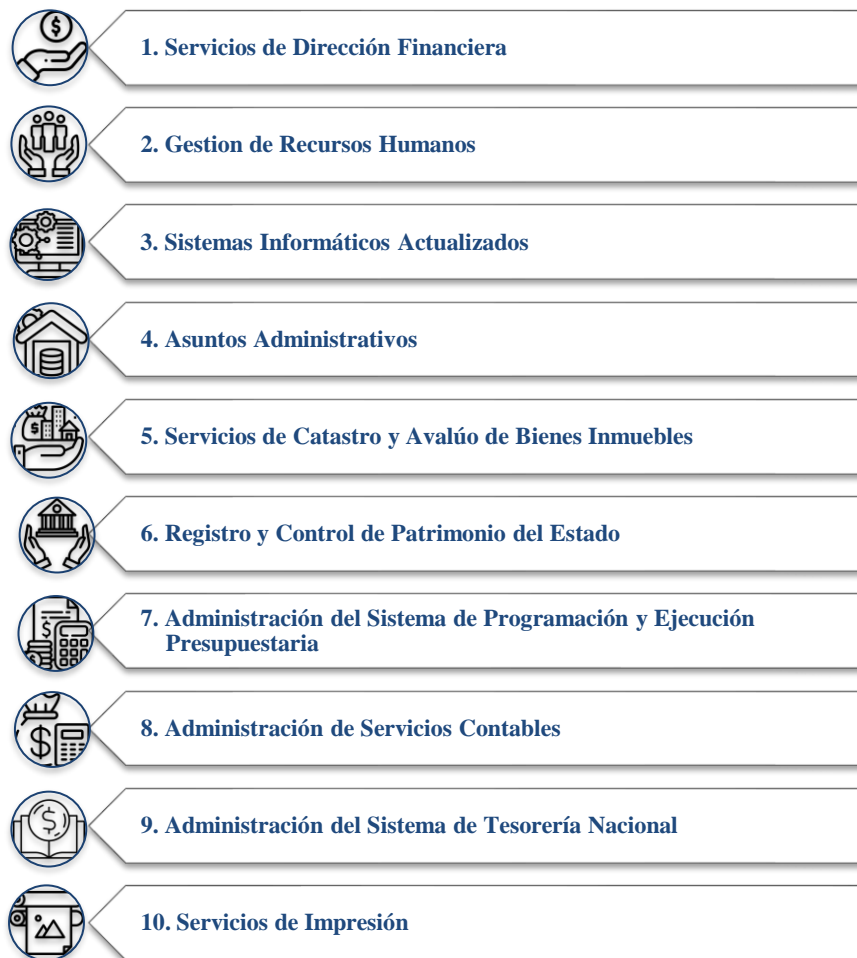 1. Servicios de Dirección Financiera
2. Gestion de Recursos Humanos
3. Sistemas Informáticos Actualizados
4. Asuntos Administrativos
5. Servicios de Catastro y Avalúo de Bienes Inmuebles
6. Registro y Control de Patrimonio del Estado
7. Administración del Sistema de Programación y Ejecución
Presupuestaria
8. Administración de Servicios Contables
9. Administración del Sistema de Tesorería Nacional
10. Servicios de Impresión